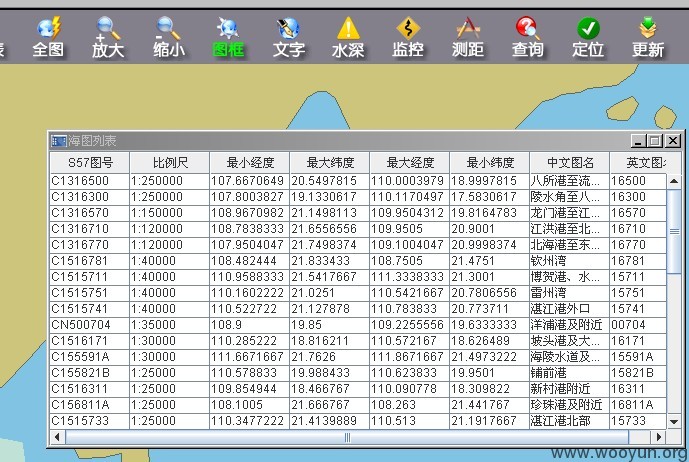 全图 放大 缩小 图框 文字 水深 监控 测距 查询 定位 更新
海图列表
S57图号 比例尺 最小经度 最大纬度 最大经度 最小纬度 中文图名 英文图名
C1316500 1:250000 107.6670649 20.5497815 110.0003979 18.9997815 八所港至流... 16500
C1316300 1:250000 107.8003827 19.1330617 110.1170497 17.5830617 陵水角至八... 16300
C1316570 1:150000 108.9670982 21.1498113 109.9504312 19.8164783 龙门港至江... 16570
C1316710 1:120000 108.7838333 21.6556556 109.9505 20.9001 江洪港至北... 16710
C1316770 1:120000 107.9504047 21.7498374 109.1004047 20.9998374 北海港至东... 16770
C1516781 1:40000 108.482444 21.833433 108.7505 21.4751 钦州湾 16781
C1515711 1:40000 110.9588333 21.5417667 111.3338333 21.3001 博贺港、水... 15711
C1515751 1:40000 110.1602222 21.0251 110.5421667 20.7806556 雷州湾 15751
C1515741 1:40000 110.522722 21.127878 110.783833 20.773711 湛江港外口 15741
CN500704 1:35000 108.9 19.85 109.2255556 19.6333333 洋浦港及附近 00704
C1516171 1:30000 110.285222 18.816211 110.572167 18.626489 坡头港及大... 16171
C155591A 1:30000 111.6671667 21.7626 111.8671667 21.4973222 海陵水道及... 15591A
C155821B 1:25000 110.578833 19.988433 110.623833 19.9501 铺前港 15821B
C1516311 1:25000 109.854944 18.466767 110.090778 18.309822 新村港附近 16311
C156811A 1:25000 108.1005 21.666767 108.263 21.441767 珍珠港及附近 16811A
C1515733 1:25000 110.3477222 21.4139889 110.513 21.1917667 湛江港北部 15733
www.wooyun.org